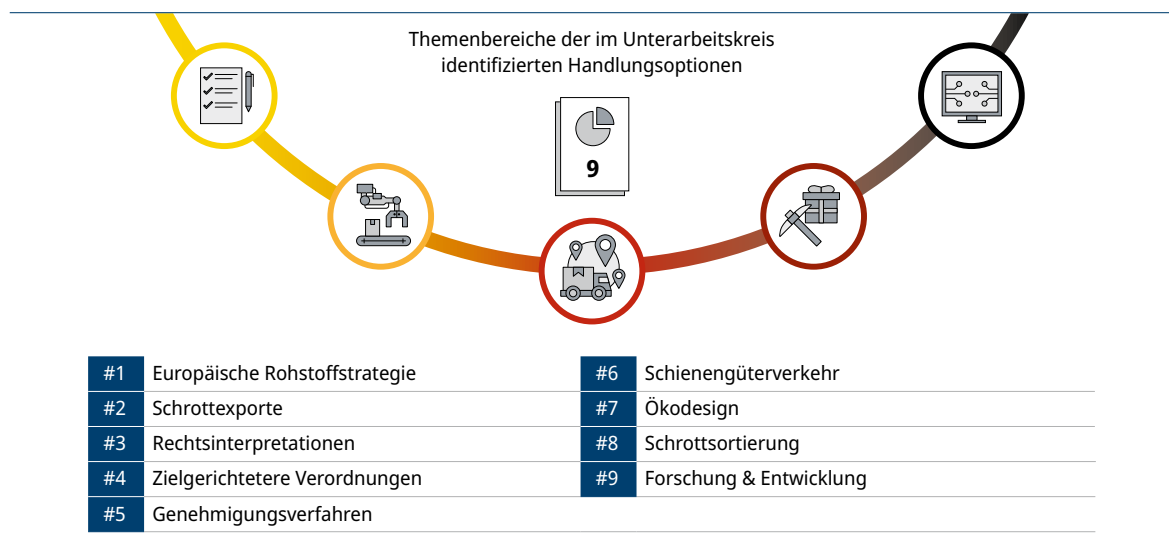 Themenbereiche der im Unterarbeitskreis
identifizierten Handlungsoptionen
9
#1 Europäische Rohstoffstrategie
#2 Schrottexporte
#3 Rechtsinterpretationen
#4 Zielgerichtetere Verordnungen
#5 Genehmigungsverfahren
#6 Schienengüterverkehr
#7 Ökodesign
#8 Schrottsortierung
#9 Forschung & Entwicklung